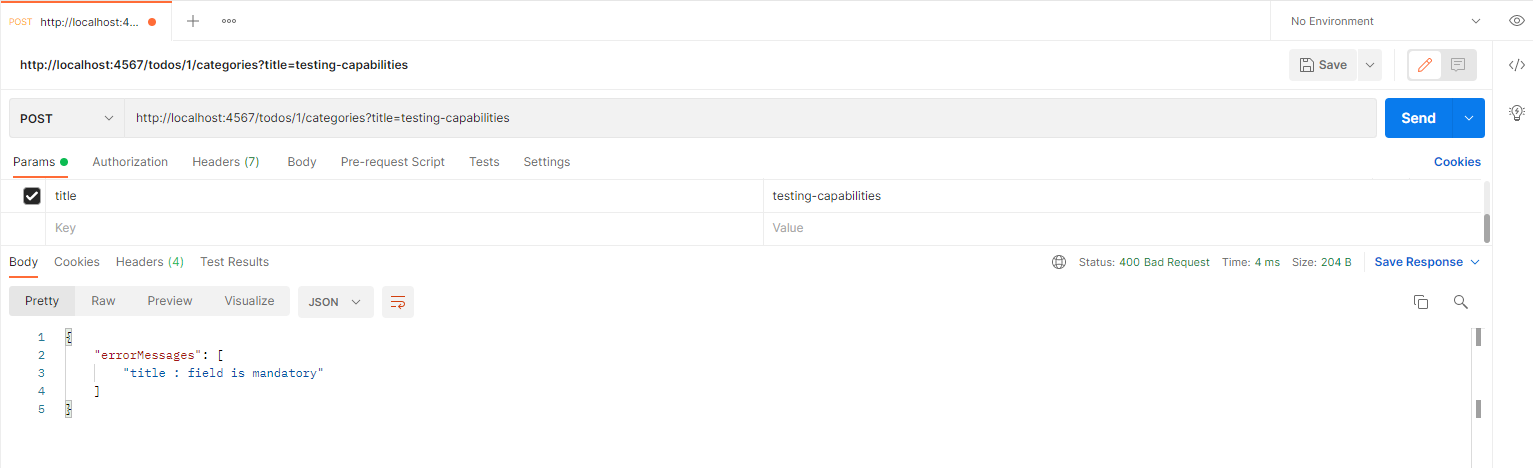 POST http://localhost:4... No Environment
http://localhost:4567/todos/1/categories?title=testing-capabilities Save
POST http://localhost:4567/todos/1/categories?title=testing-capabilities Send
Params Authorization Headers (7) Body Pre-request Script Tests Settings Cookies
title testing-capabilities
Key Value
Body Cookies Headers (4) Test Results Status: 400 Bad Request Time: 4 ms Size: 204 B Save Response
Pretty Raw Preview Visualize JSON
1 {
2 "errorMessages": [
3 "title : field is mandatory"
4 ]
5 }